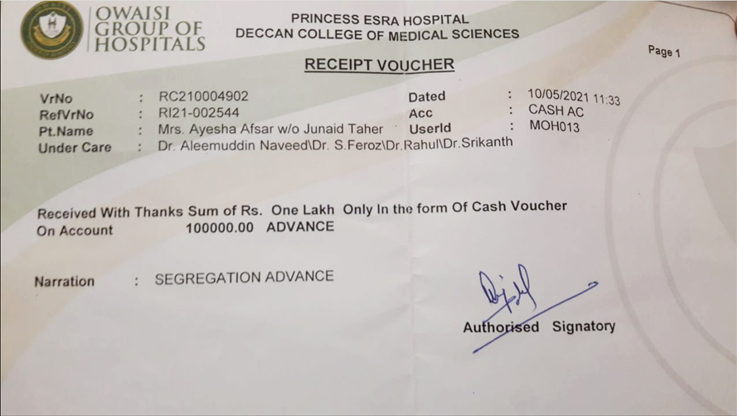 OWAISI
GROUP OF
HOSPITALS
PRINCESS ESRA HOSPITAL
DECCAN COLLEGE OF MEDICAL SCIENCES
RECEIPT VOUCHER
Page 1
VrNo : RC210004902 Dated : 10/05/2021 11:33
RefVrNo : RI21-002544 Acc : CASH AC
Pt.Name : Mrs. Ayesha Afsar w/o Junaid Taher UserId : MOH013
Under Care : Dr. Aleemuddin Naveed\Dr. S.Feroz\Dr.Rahul\Dr.Srikanth
Received With Thanks Sum of Rs. One Lakh Only In the form Of Cash Voucher
On Account 100000.00 ADVANCE
Narration : SEGREGATION ADVANCE
Authorised Signatory